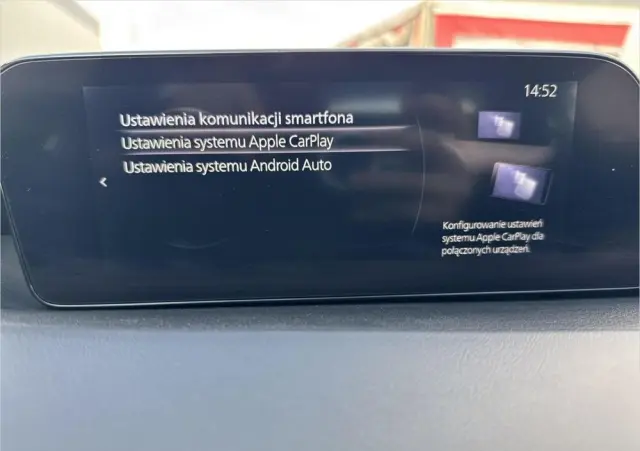 14:52
Ustawienia komunikacji smartfona
Ustawienia systemu Apple CarPlay
Ustawienia systemu Android Auto
Konfigurowanie ustawień
systemu Apple CarPlay dla
połączonych urządzeń.